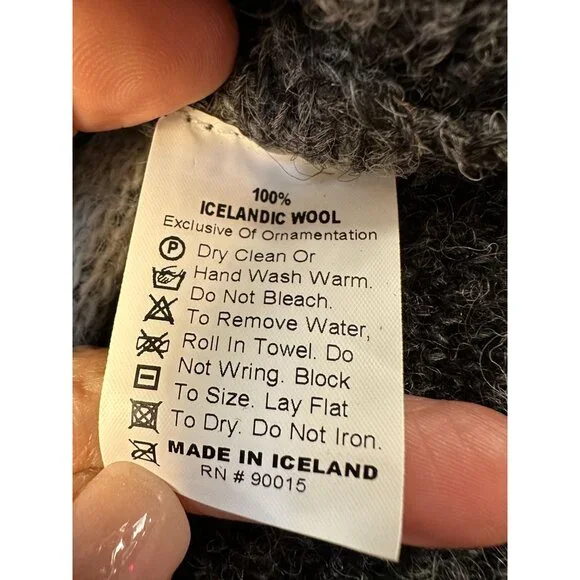 100%
ICELANDIC WOOL
Exclusive Of Ornamentation
P Dry Clean Or
Hand Wash Warm.
Do Not Bleach.
To Remove Water,
Roll In Towel. Do
Not Wring. Block
To Size. Lay Flat
To Dry. Do Not Iron.
MADE IN ICELAND
RN # 90015